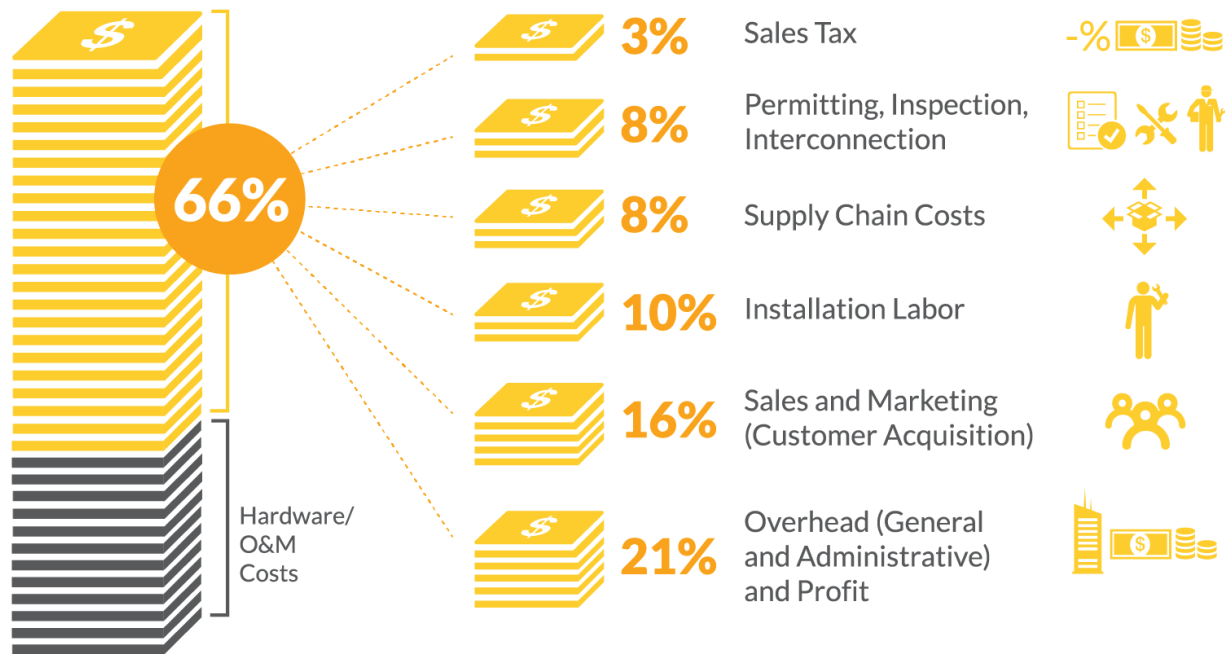 $
66%
Hardware/
O&M
Costs
$
3%
Sales Tax
-%
$
$
8%
Permitting, Inspection,
Interconnection
$
8%
Supply Chain Costs
$
10%
Installation Labor
$
16%
Sales and Marketing
(Customer Acquisition)
$
21%
Overhead (General
and Administrative)
and Profit
$